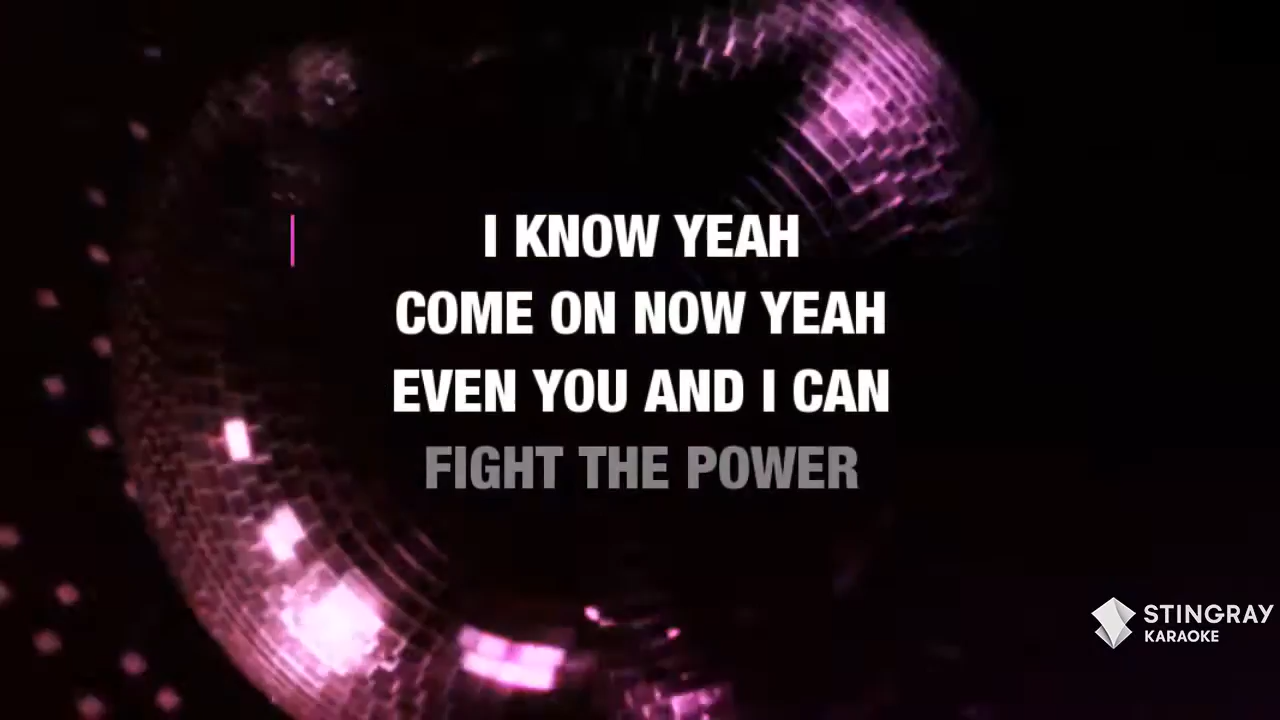 I KNOW YEAH
COME ON NOW YEAH
EVEN YOU AND I CAN
FIGHT THE POWER
STINGRAY
KARAOKE